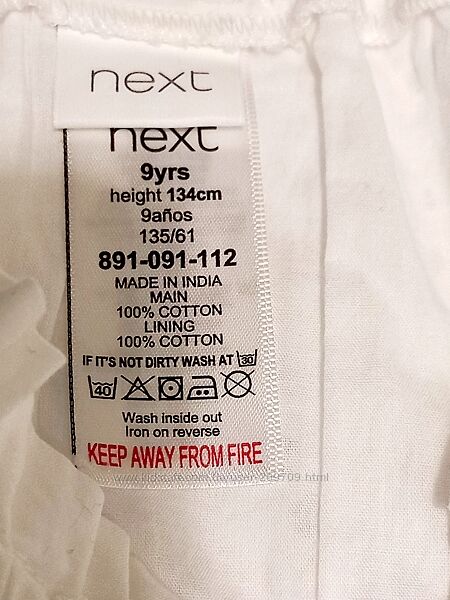 next
next
9yrs
height 134cm
9años
135/61
891-091-112
MADE IN INDIA
MAIN
100% COTTON
LINING
100% COTTON
IF IT'S NOT DIRTY WASH AT 30
40
Wash inside out
Iron on reverse
KEEP AWAY FROM FIRE